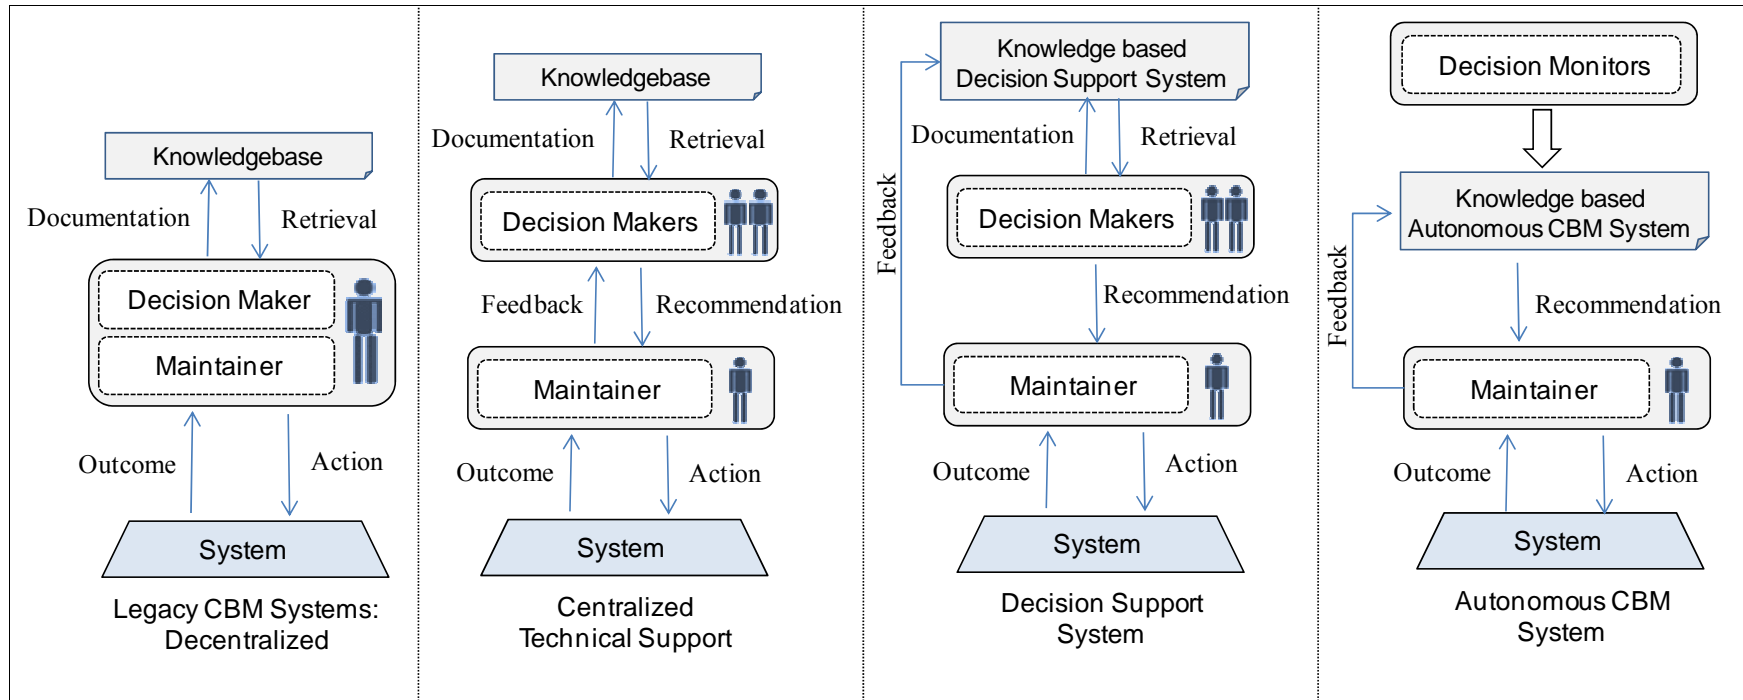 Knowledgebase
Documentation
Retrieval
Decision Maker
Maintainer
Outcome
Action
System
Legacy CBM Systems:
Decentralized
Knowledgebase
Documentation
Retrieval
Decision Makers
Feedback
Recommendation
Maintainer
Outcome
Action
System
Centralized
Technical Support
Knowledge based
Decision Support System
Documentation
Retrieval
Feedback
Decision Makers
Recommendation
Maintainer
Outcome
Action
System
Decision Support
System
Decision Monitors
Knowledge based
Autonomous CBM System
Feedback
Recommendation
Maintainer
Outcome
Action
System
Autonomous CBM
System